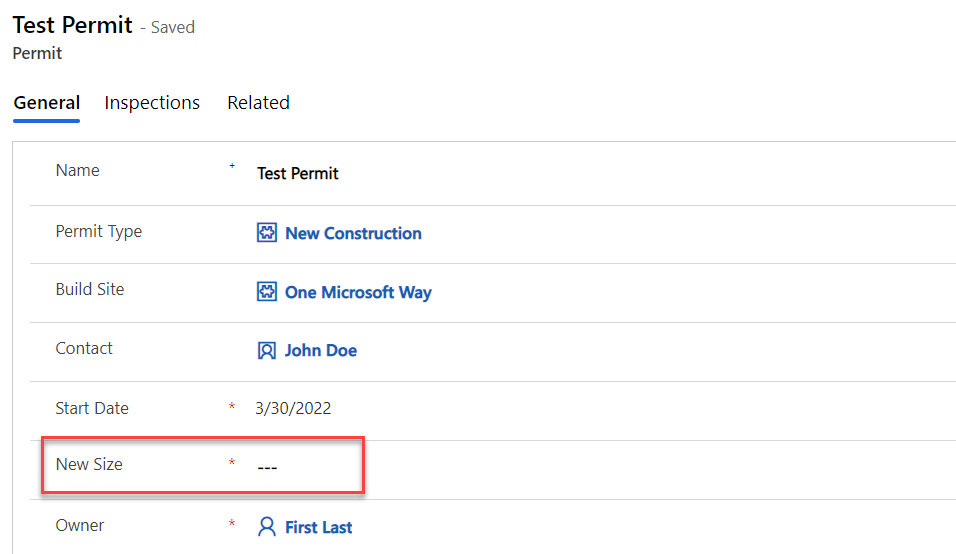 Test Permit - Saved
Permit
General Inspections Related
Name + Test Permit
Permit Type New Construction
Build Site One Microsoft Way
Contact John Doe
Start Date * 3/30/2022
New Size * ---
Owner * First Last